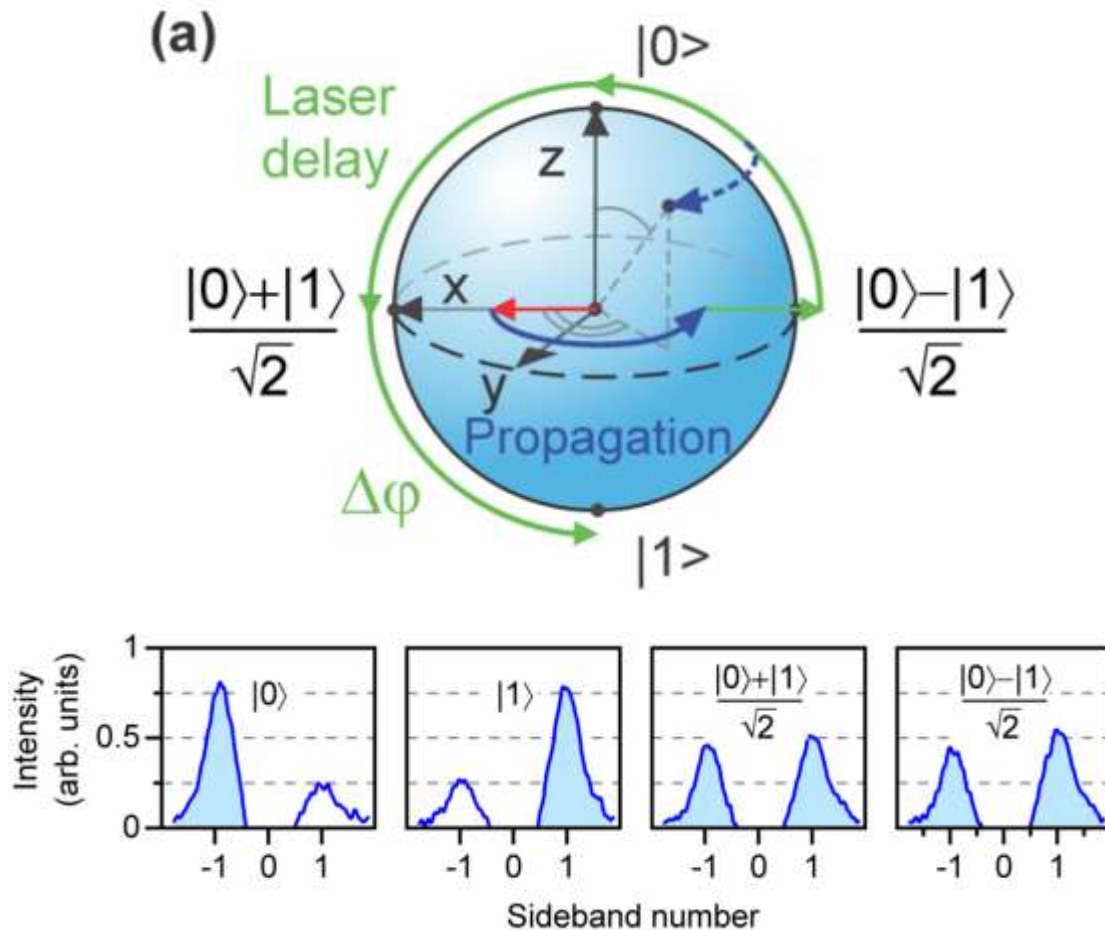 (a)
|0>
Laser
delay
z
|0⟩+|1⟩
√2
x
y
|0⟩−|1⟩
√2
Propagation
Δφ
|1>
Intensity
(arb. units)
1
0.5
0
|0⟩
|1⟩
|0⟩+|1⟩
√2
|0⟩−|1⟩
√2
-1 0 1 -1 0 1 -1 0 1 -1 0 1
Sideband number